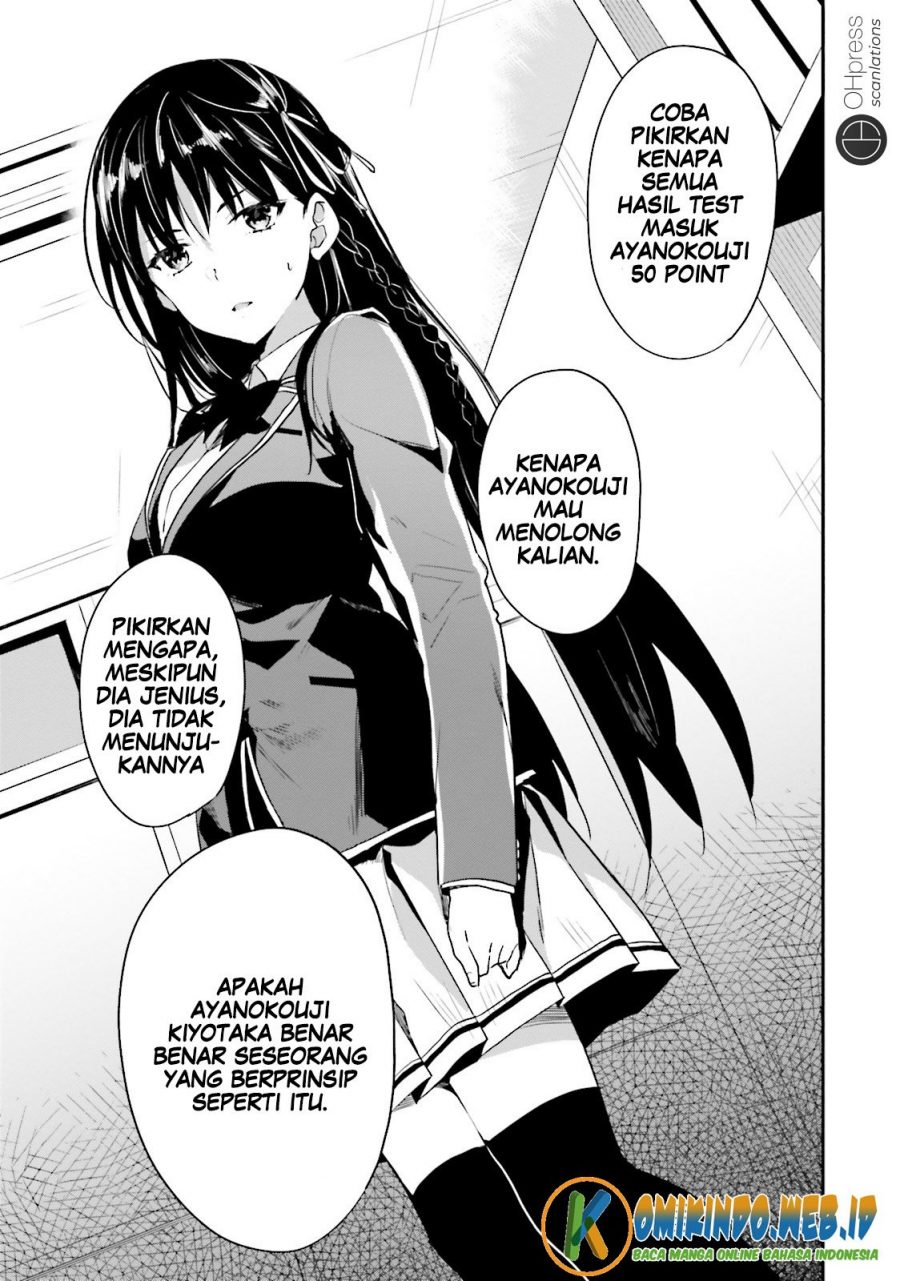 OHpress
scanlations
COBA
PIKIRKAN
KENAPA
SEMUA
HASIL TEST
MASUK
AYANOKOUJI
50 POINT
KENAPA
AYANOKOUJI
MAU
MENOLONG
KALIAN.
PIKIRKAN
MENGAPA,
MESKIPUN
DIA JENIUS,
DIA TIDAK
MENUNJU-
KANNYA
APAKAH
AYANOKOUJI
KIYOTAKA BENAR
BENAR SESEORANG
YANG BERPRINSIP
SEPERTI ITU.
KOMIKINDO.WEB.ID
BACA MANGA ONLINE BAHASA INDONESIA